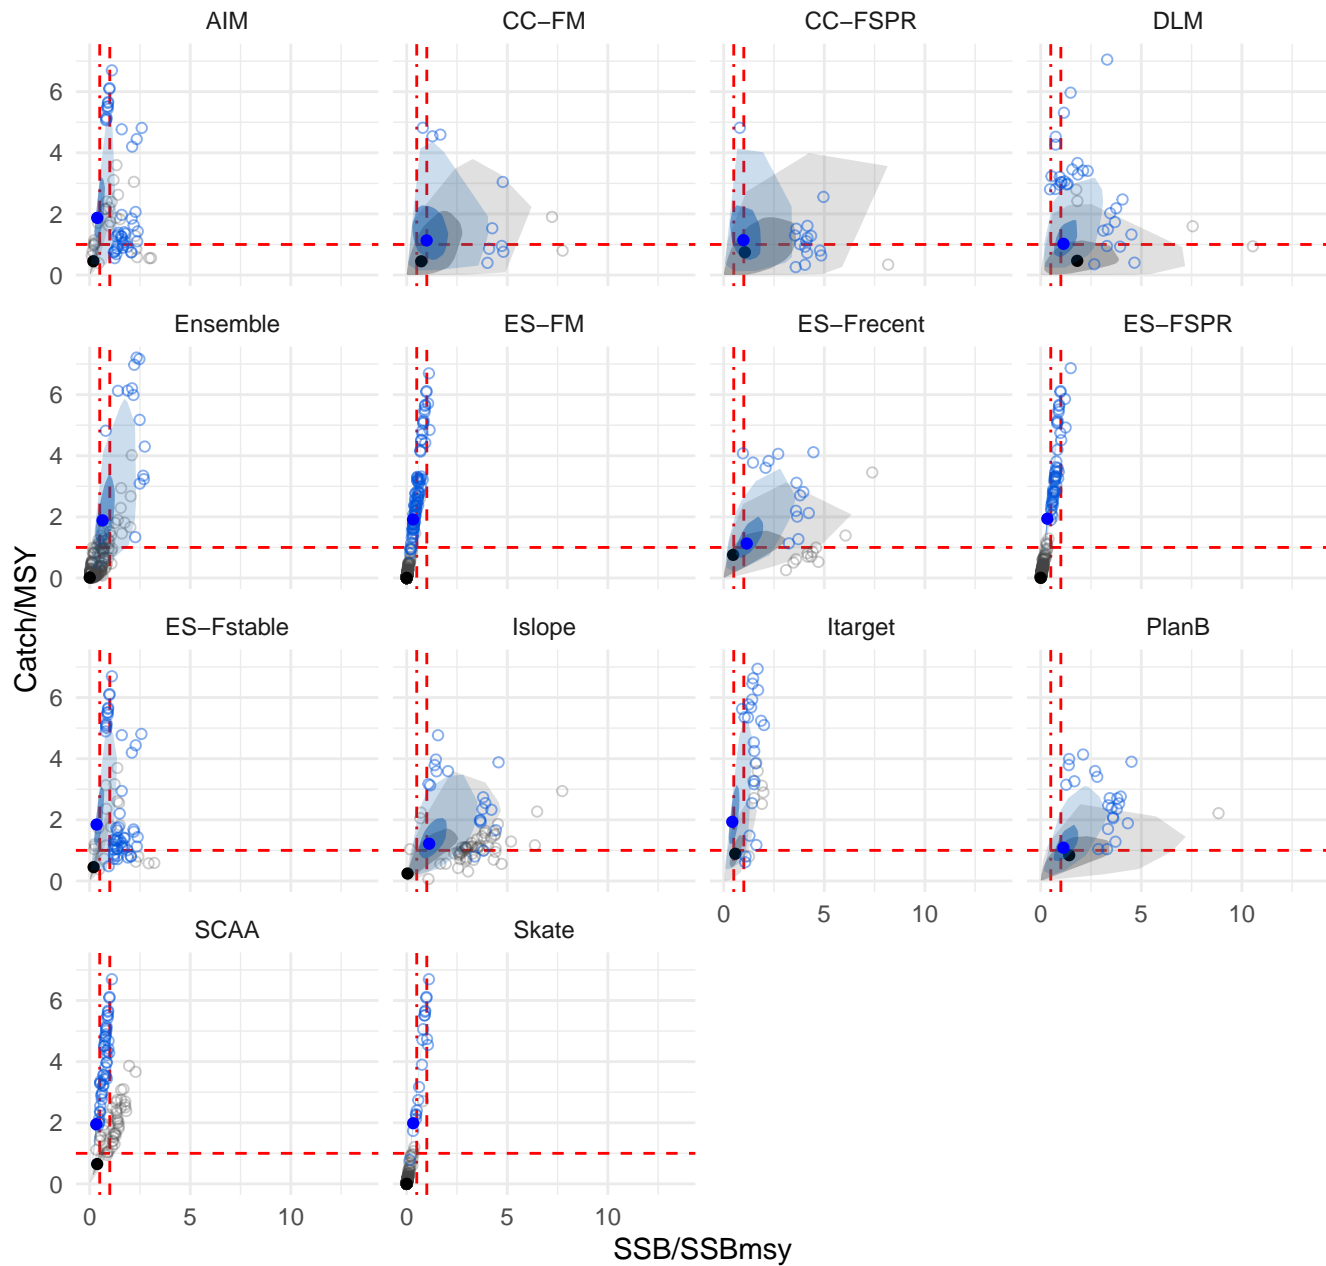 AIM CC−FM CC−FSPR DLM
6
4
2
0
Ensemble ES−FM ES−Frecent ES−FSPR
6
4
2
0
ES−Fstable Islope Itarget PlanB
6
4
2
0
0 5 10 0 5 10
SCAA Skate
6
4
2
0
0 5 10 0 5 10
SSB/SSBmsy
Catch/MSY